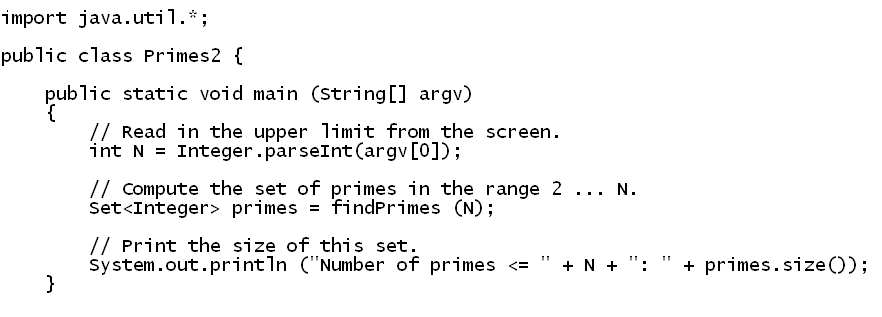 import java.util.*;
public class Primes2 {
public static void main (String[] argv)
{
// Read in the upper limit from the screen.
int N = Integer.parseInt(argv[0]);
// Compute the set of primes in the range 2 ... N.
Set<Integer> primes = findPrimes (N);
// Print the size of this set.
System.out.println ("Number of primes <= " + N + ": " + primes.size());
}